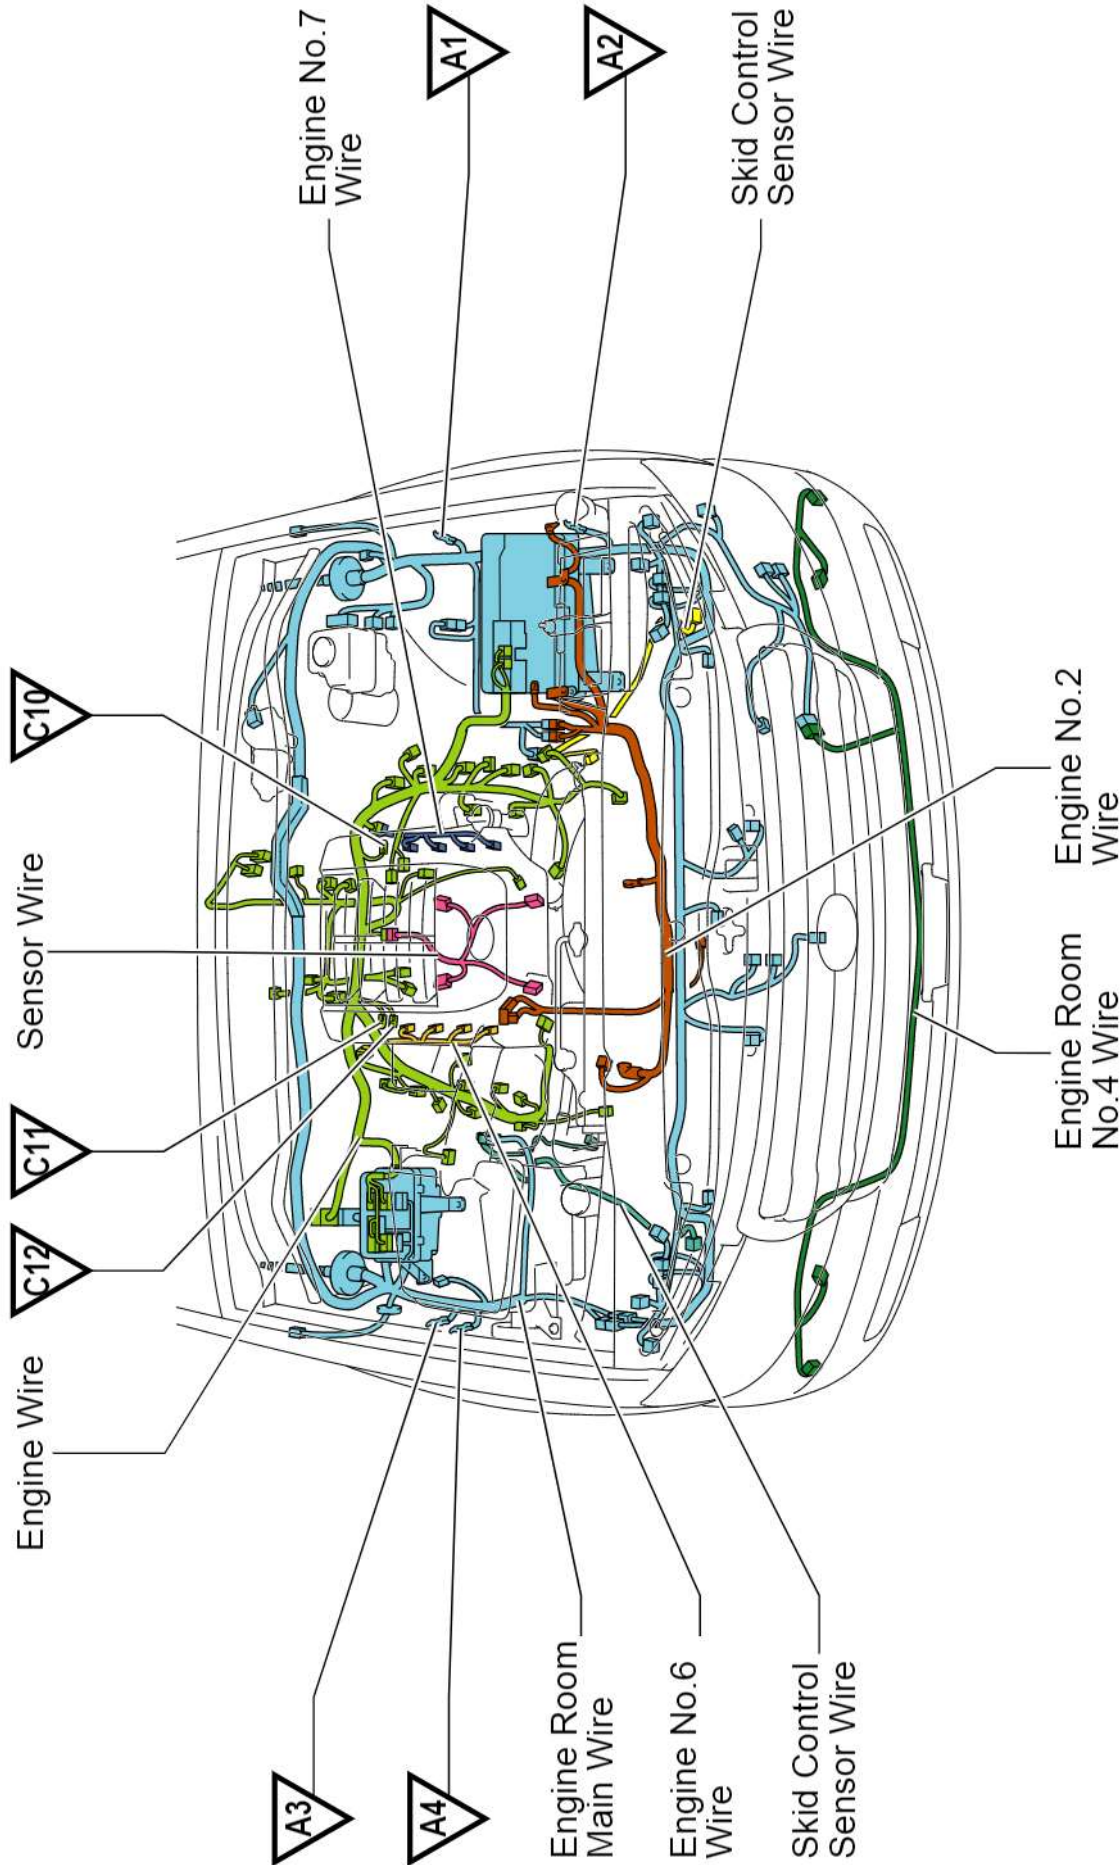 Engine Wire
C12
C11
Sensor Wire
C10
Engine No.7
Wire
A1
A2
Skid Control
Sensor Wire
A3
A4
Engine Room
Main Wire
Engine No.6
Wire
Skid Control
Sensor Wire
Engine Room
No.4 Wire
Engine No.2
Wire